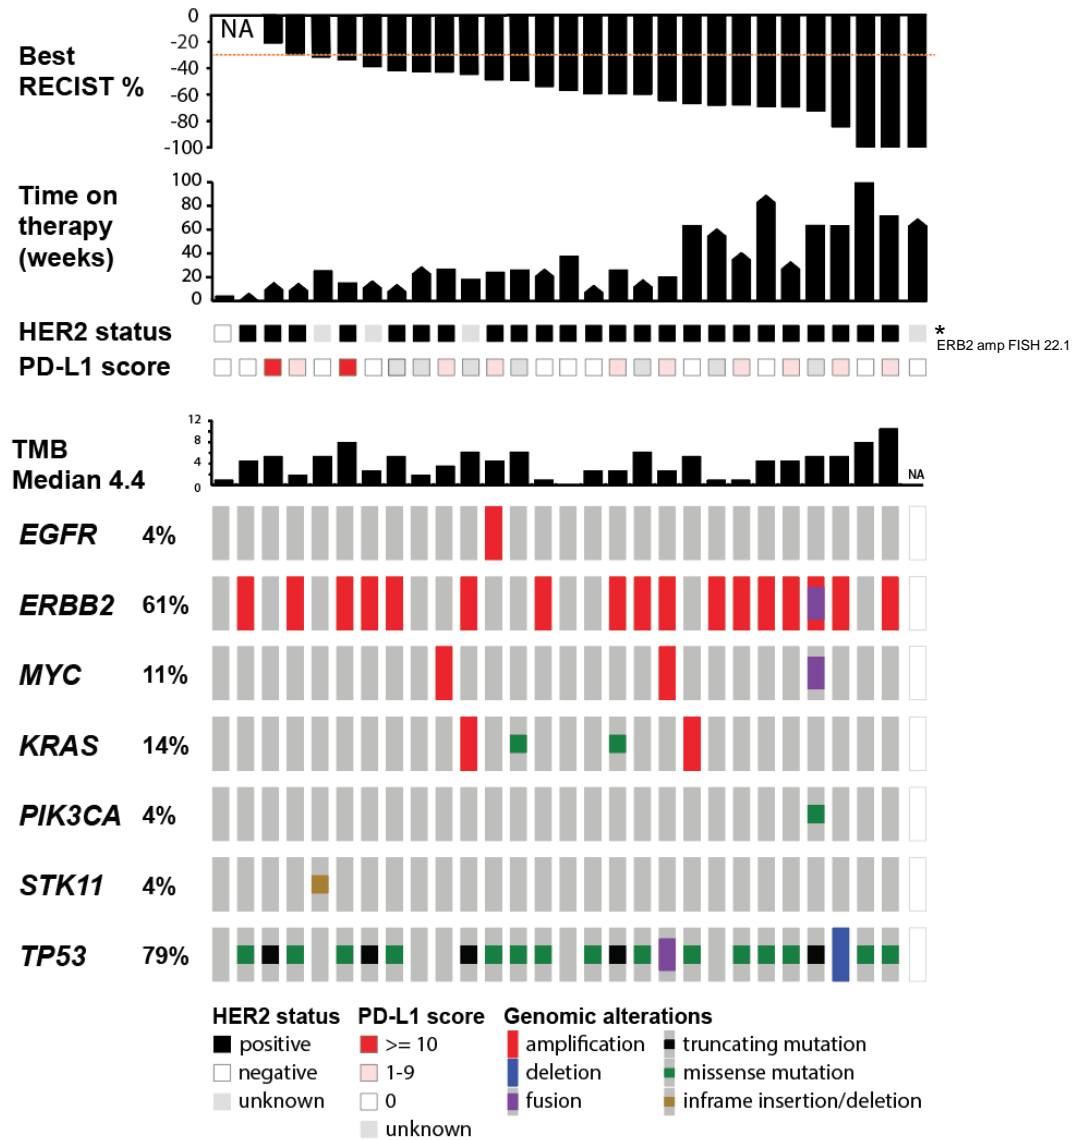 0
NA
-20
-40
-60
-80
-100
Best
RECIST %
100
80
60
40
20
0
Time on
therapy
(weeks)
HER2 status
*
ERB2 amp FISH 22.1
PD-L1 score
12
8
4
0
TMB
Median 4.4
NA
EGFR 4%
ERBB2 61%
MYC 11%
KRAS 14%
PIK3CA 4%
STK11 4%
TP53 79%
HER2 status
positive
negative
unknown
PD-L1 score
>= 10
1-9
0
unknown
Genomic alterations
amplification
deletion
fusion
truncating mutation
missense mutation
inframe insertion/deletion